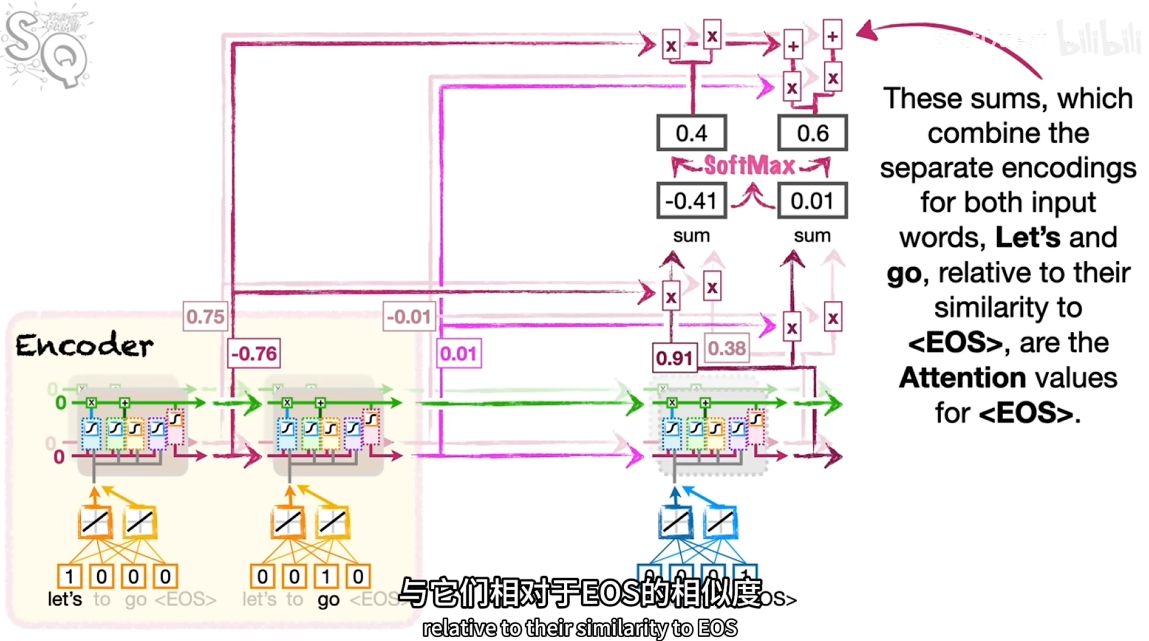 SQ
bilibili
x x + +
x x
These sums, which
combine the
separate encodings
for both input
words, Let's and
go, relative to their
similarity to
<EOS>, are the
Attention values
for <EOS>.
0.4 0.6
SoftMax
-0.41 0.01
sum sum
x x
x x
0.75 -0.01
Encoder
-0.76 0.01 0.91 0.38
0 0
0 x + x + x +
0 0
0
1 0 0 0 0 0 1 0
let's to go <EOS> let's to go <EOS>
与它们相对于EOS的相似度
relative to their similarity to EOS